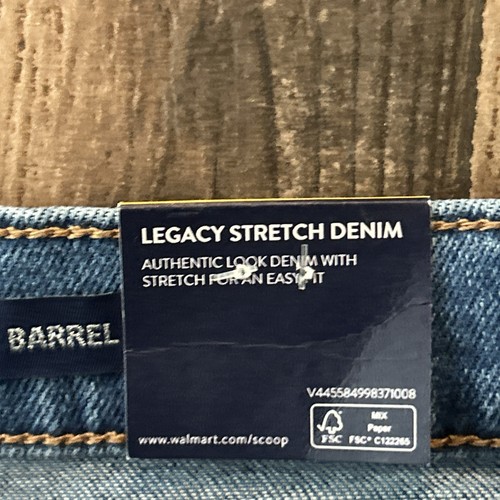 LEGACY STRETCH DENIM
AUTHENTIC LOOK DENIM WITH
STRETCH FOR AN EASY FIT
BARREL
V445584998371008
MIX
Paper
FSC
FSC® C122265
www.walmart.com/scoop